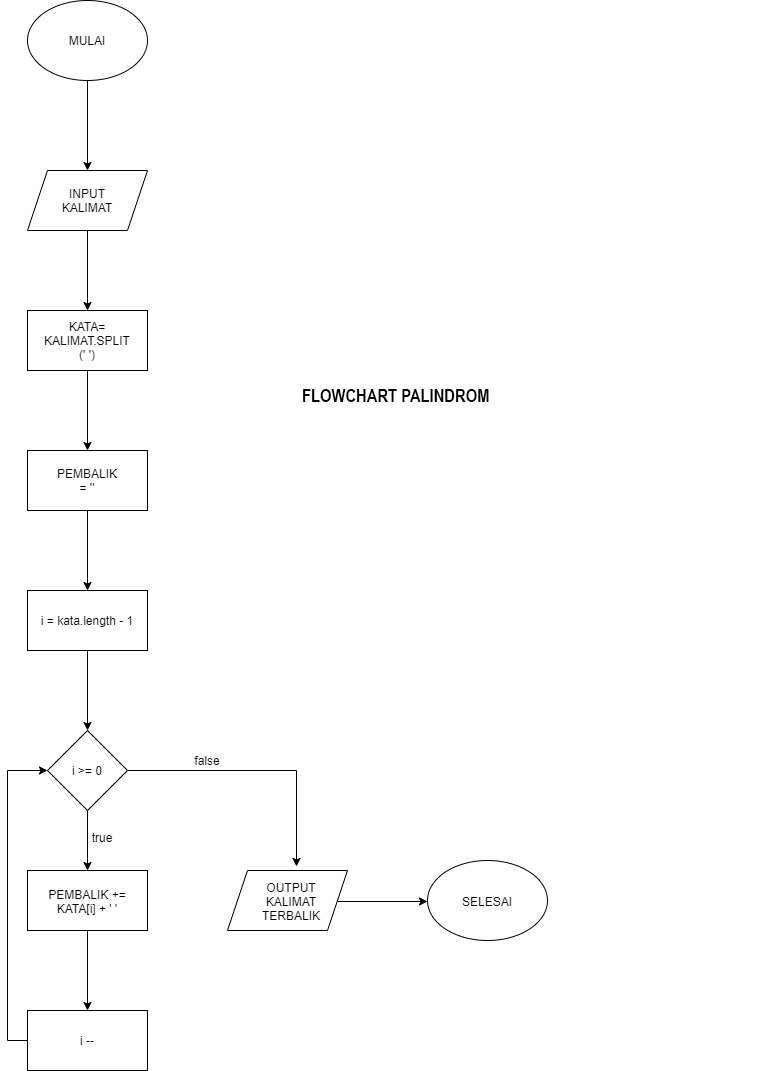 MULAI
INPUT
KALIMAT
KATA=
KALIMAT.SPLIT
(' ')
FLOWCHART PALINDROM
PEMBALIK
= ''
i = kata.length - 1
i >= 0
false
true
PEMBALIK +=
KATA[i] + ' '
OUTPUT
KALIMAT
TERBALIK
SELESAI
i --